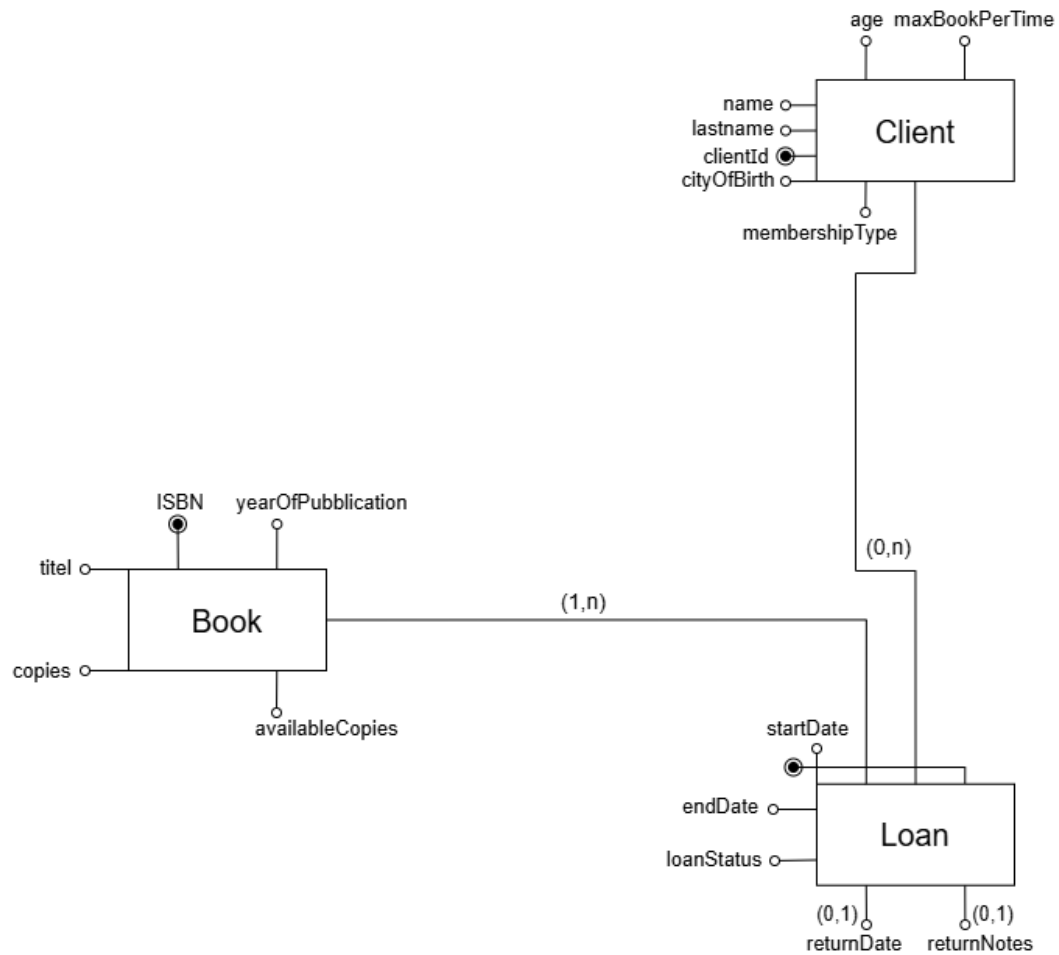 age maxBookPerTime
name
lastname
clientId
cityOfBirth
Client
membershipType
(0,n)
ISBN yearOfPubblication
titel
Book
copies
availableCopies
(1,n)
startDate
endDate
loanStatus
Loan
(0,1) (0,1)
returnDate returnNotes